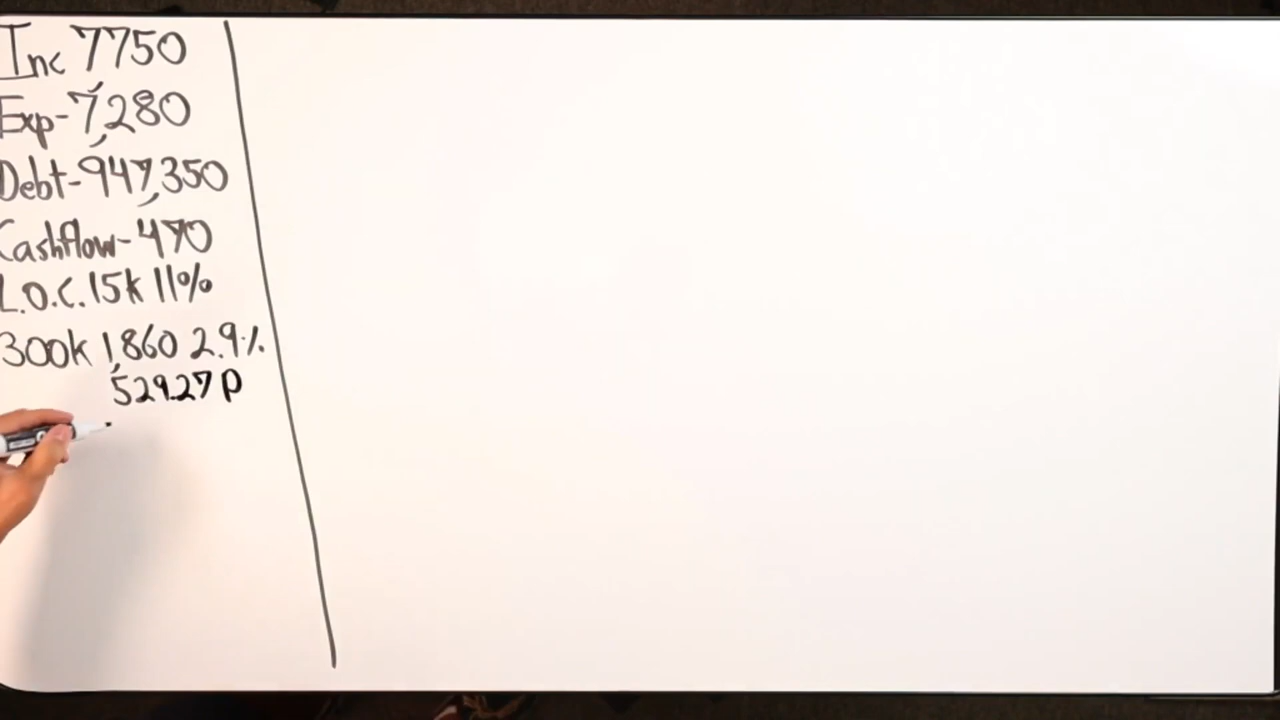 Inc 7750
Exp-7,280
Debt-947,350
Cashflow-470
L.O.C. 15k 11%
300k 1,860 2.9%
529.27 p